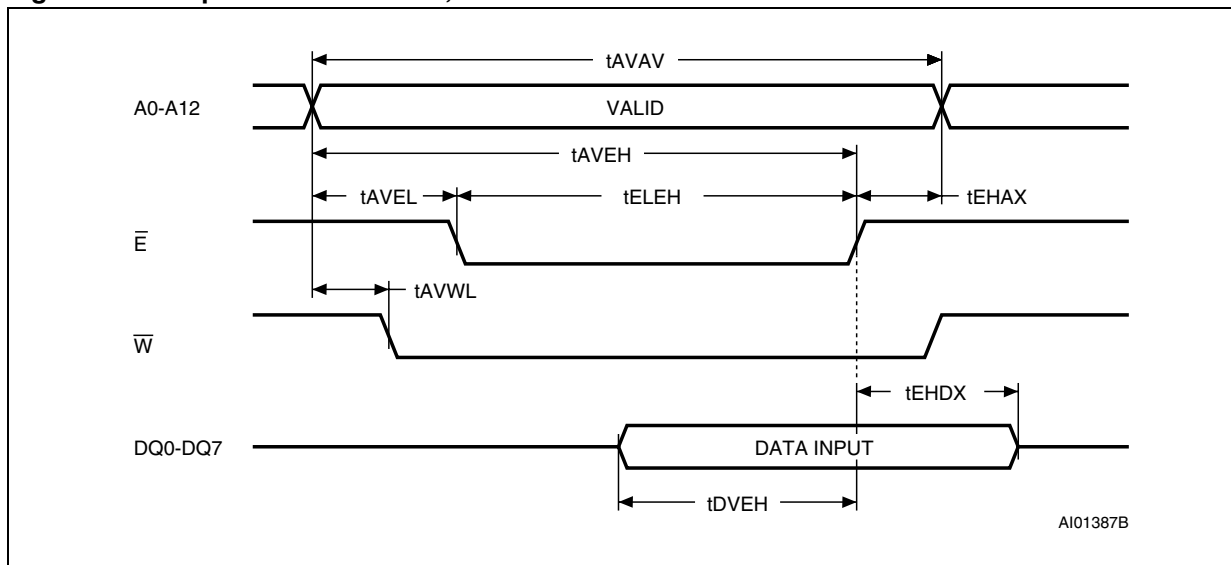 tAVAV
A0-A12
VALID
tAVEH
tAVEL
tELEH
tEHAX
E̅
tAVWL
W̅
tEHDX
DQ0-DQ7
DATA INPUT
tDVEH
AI01387B